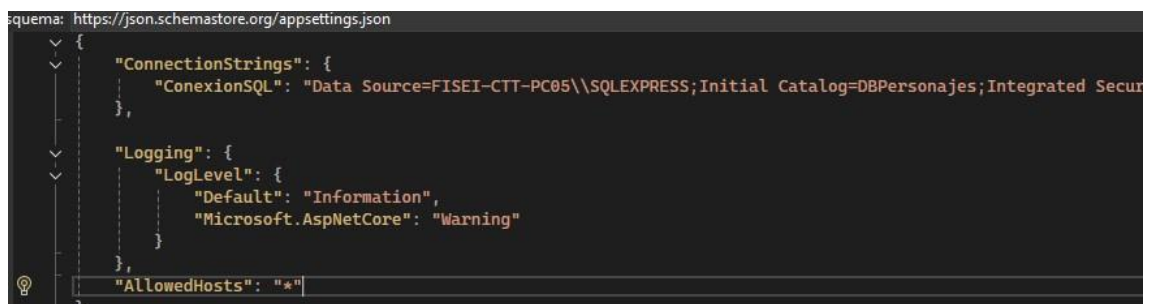 squema: https://json.schemastore.org/appsettings.json
{
"ConnectionStrings": {
"ConexionSQL": "Data Source=FISEI-CTT-PC05\\SQLEXPRESS;Initial Catalog=DBPersonajes;Integrated Secur
},
"Logging": {
"LogLevel": {
"Default": "Information",
"Microsoft.AspNetCore": "Warning"
}
},
"AllowedHosts": "*"